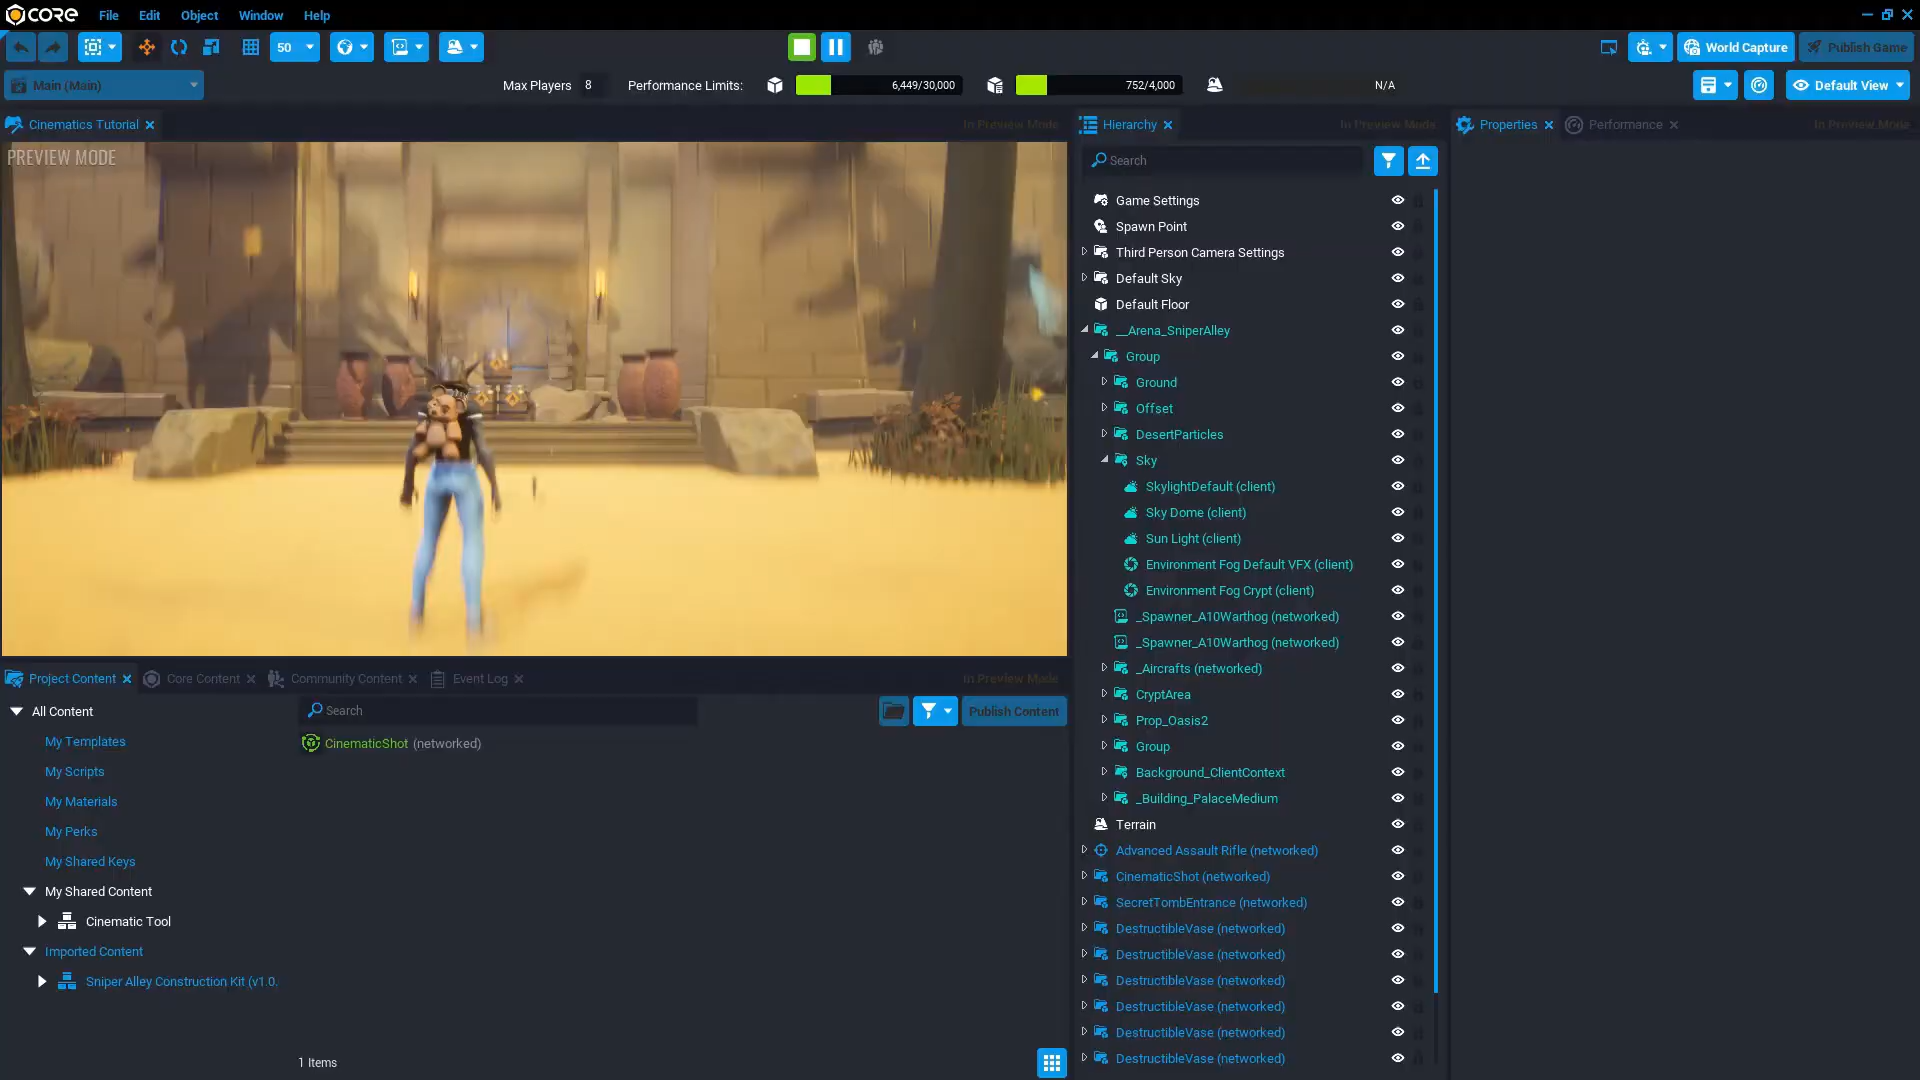 CORE File Edit Object Window Help
50 World Capture Publish Game
Main (Main) Max Players 8 Performance Limits: 6,449/30,000 752/4,000 N/A Default View
Cinematics Tutorial In Preview Mode
PREVIEW MODE
Project Content Core Content Community Content Event Log In Preview Mode
All Content
My Templates
My Scripts
My Materials
My Perks
My Shared Keys
My Shared Content
Cinematic Tool
Imported Content
Sniper Alley Construction Kit (v1.0.
Search Publish Content
CinematicShot (networked)
1 Items
Hierarchy In Preview Mode
Search
Game Settings
Spawn Point
Third Person Camera Settings
Default Sky
Default Floor
__Arena_SniperAlley
Group
Ground
Offset
DesertParticles
Sky
SkylightDefault (client)
Sky Dome (client)
Sun Light (client)
Environment Fog Default VFX (client)
Environment Fog Crypt (client)
_Spawner_A10Warthog (networked)
_Spawner_A10Warthog (networked)
_Aircrafts (networked)
CryptArea
Prop_Oasis2
Group
Background_ClientContext
_Building_PalaceMedium
Terrain
Advanced Assault Rifle (networked)
CinematicShot (networked)
SecretTombEntrance (networked)
DestructibleVase (networked)
DestructibleVase (networked)
DestructibleVase (networked)
DestructibleVase (networked)
DestructibleVase (networked)
DestructibleVase (networked)
Properties Performance In Preview Mode